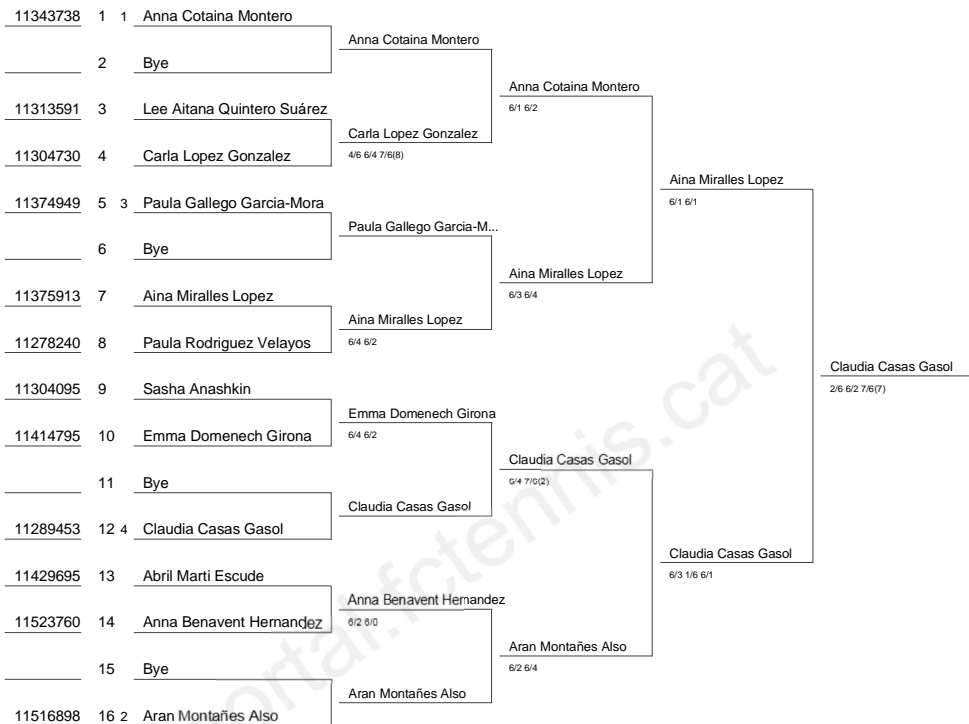 11343738 1 1 Anna Cotaina Montero
Anna Cotaina Montero
2 Bye
Anna Cotaina Montero
6/1 6/2
11313591 3 Lee Aitana Quintero Suárez
Carla Lopez Gonzalez
4/6 6/4 7/6(8)
11304730 4 Carla Lopez Gonzalez
Aina Miralles Lopez
6/1 6/1
11374949 5 3 Paula Gallego Garcia-Mora
Paula Gallego Garcia-M...
6 Bye
Aina Miralles Lopez
6/3 6/4
11375913 7 Aina Miralles Lopez
Aina Miralles Lopez
6/4 6/2
11278240 8 Paula Rodriguez Velayos
Claudia Casas Gasol
2/6 6/2 7/6(7)
11304095 9 Sasha Anashkin
Emma Domenech Girona
6/4 6/2
11414795 10 Emma Domenech Girona
Claudia Casas Gasol
6/4 7/6(2)
11 Bye
Claudia Casas Gasol
11289453 12 4 Claudia Casas Gasol
Claudia Casas Gasol
6/3 1/6 6/1
11429695 13 Abril Marti Escude
Anna Benavent Hernandez
6/2 6/0
11523760 14 Anna Benavent Hernandez
Aran Montañes Also
6/2 6/4
15 Bye
Aran Montañes Also
11516898 16 2 Aran Montañes Also
portal.fctennis.cat